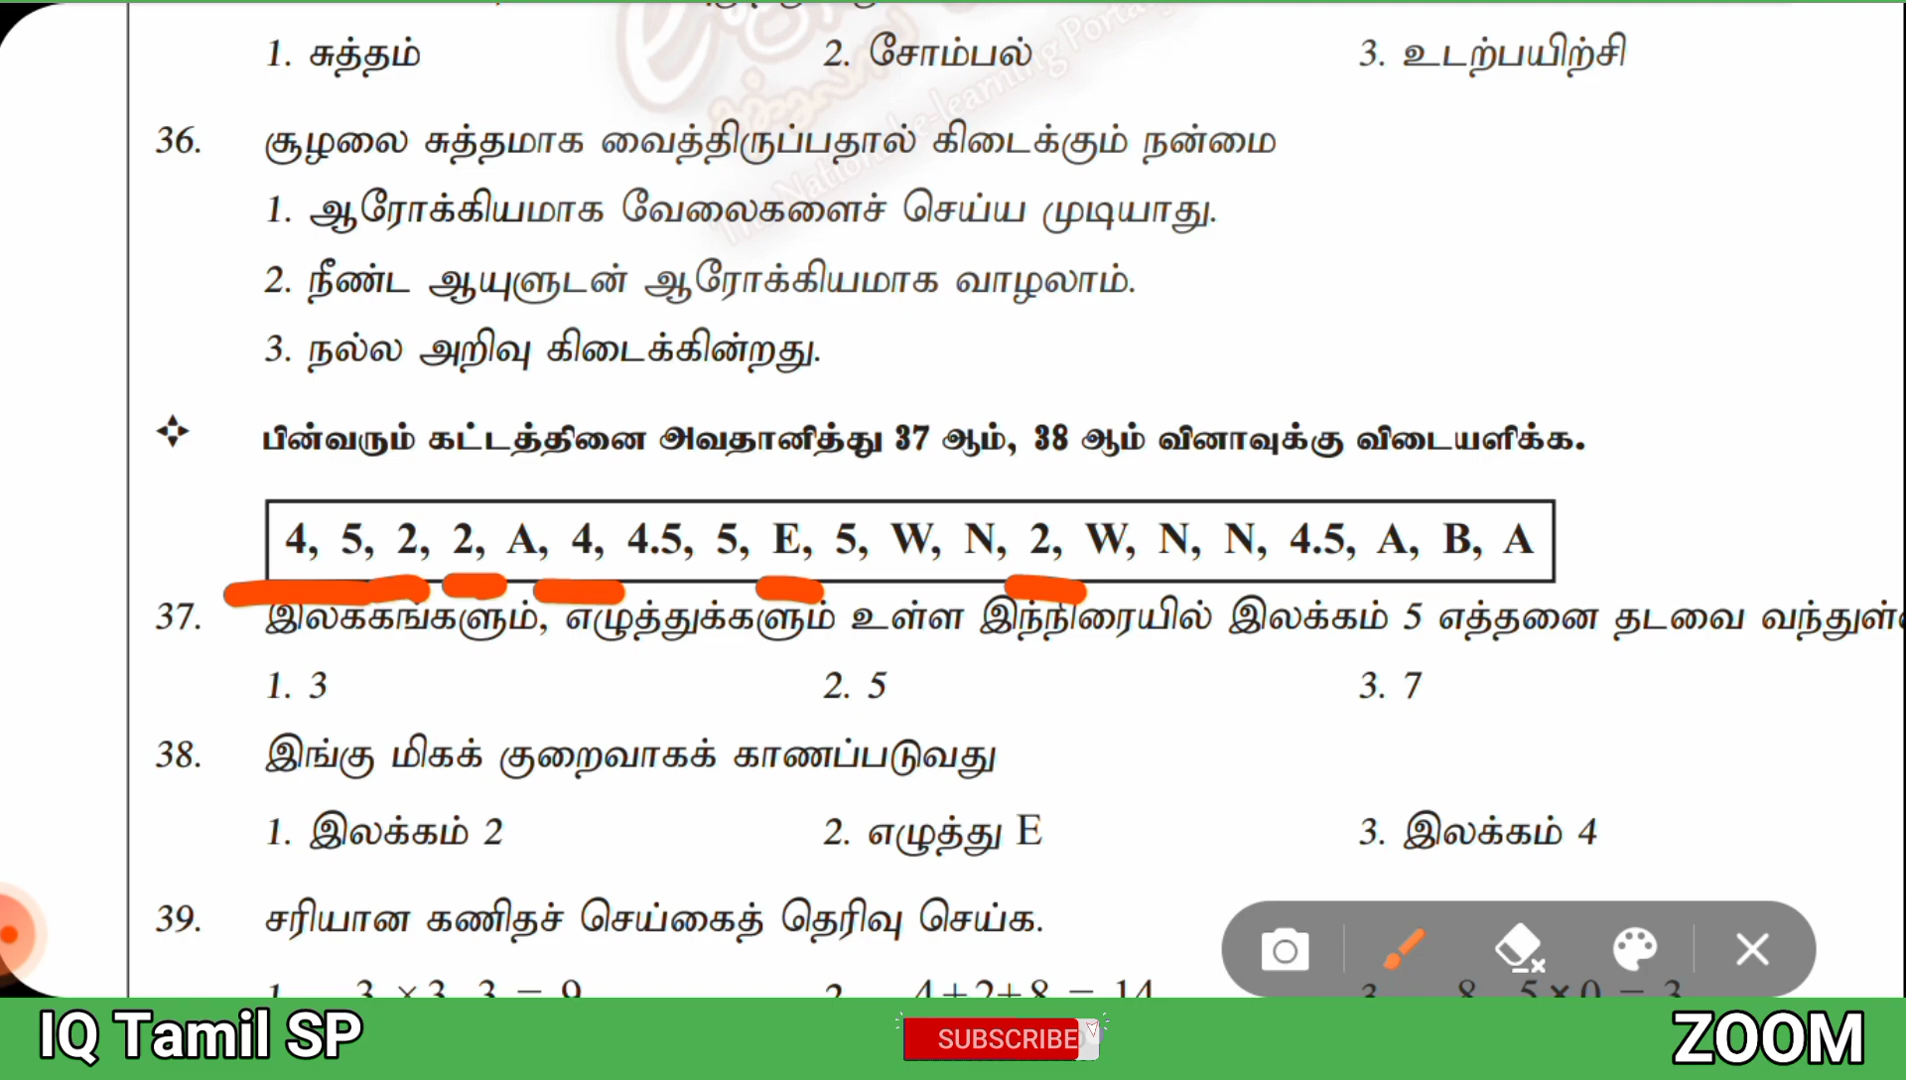 1. சுத்தம் 2. சோம்பல் 3. உடற்பயிற்சி
36. சூழலை சுத்தமாக வைத்திருப்பதால் கிடைக்கும் நன்மை
1. ஆரோக்கியமாக வேலைகளைச் செய்ய முடியாது.
2. நீண்ட ஆயுளுடன் ஆரோக்கியமாக வாழலாம்.
3. நல்ல அறிவு கிடைக்கின்றது.
பின்வரும் கட்டத்தினை அவதானித்து 37 ஆம், 38 ஆம் வினாவுக்கு விடையளிக்க.
4, 5, 2, 2, A, 4, 4.5, 5, E, 5, W, N, 2, W, N, N, 4.5, A, B, A
37. இலக்கங்களும், எழுத்துக்களும் உள்ள இந்நிரையில் இலக்கம் 5 எத்தனை தடவை
1. 3 2. 5 3. 7
38. இங்கு மிகக் குறைவாகக் காணப்படுவது
1. இலக்கம் 2 2. எழுத்து E 3. இலக்கம் 4
39. சரியான கணிதச் செய்கைத் தெரிவு செய்க.
4+2+8 = 14
IQ Tamil SP SUBSCRIBE ZOOM